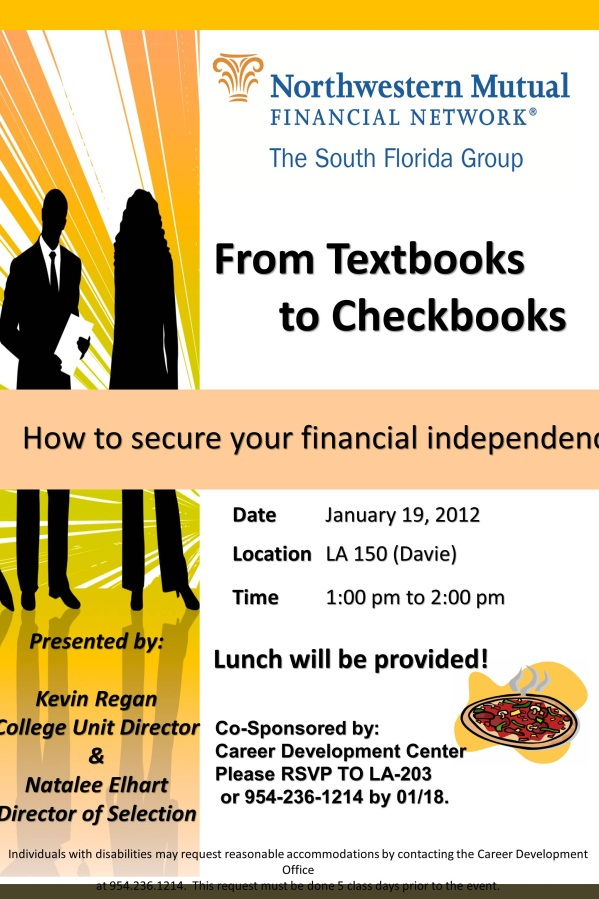 Northwestern Mutual
FINANCIAL NETWORK®
The South Florida Group
From Textbooks
to Checkbooks
How to secure your financial independenc
Date January 19, 2012
Location LA 150 (Davie)
Time 1:00 pm to 2:00 pm
Presented by:
Kevin Regan
College Unit Director
&
Natalee Elhart
Director of Selection
Lunch will be provided!
Co-Sponsored by:
Career Development Center
Please RSVP TO LA-203
or 954-236-1214 by 01/18.
Individuals with disabilities may request reasonable accommodations by contacting the Career Development
Office
at 954.236.1214. This request must be done 5 class days prior to the event.